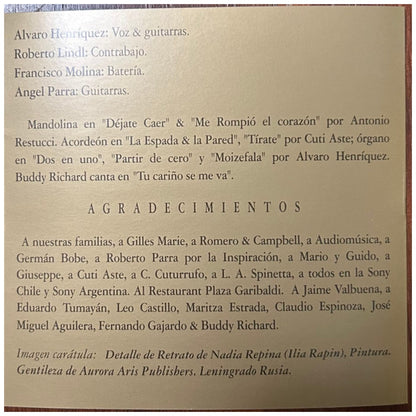 Alvaro Henríquez: Voz & guitarras.
Roberto Lindl: Contrabajo.
Francisco Molina: Batería.
Angel Parra: Guitarras.
Mandolina en "Déjate Caer" & "Me Rompió el corazón" por Antonio
Restucci. Acordeón en "La Espada & la Pared", "Tírate" por Cuti Aste; órgano
en "Dos en uno", "Partir de cero" y "Moizefala" por Alvaro Henríquez.
Buddy Richard canta en "Tu cariño se me va".
AGRADECIMIENTOS
A nuestras familias, a Gilles Marie, a Romero & Campbell, a Audiomúsica, a
Germán Bobe, a Roberto Parra por la Inspiración, a Mario y Guido, a
Giuseppe, a Cuti Aste, a C. Cuturrufo, a L. A. Spinetta, a todos en la Sony
Chile y Sony Argentina. Al Restaurant Plaza Garibaldi. A Jaime Valbuena, a
Eduardo Tumayán, Leo Castillo, Maritza Estrada, Claudio Espinoza, José
Miguel Aguilera, Fernando Gajardo & Buddy Richard.
Imagen carátula: Detalle de Retrato de Nadia Repina (Ilia Rapin), Pintura.
Gentileza de Aurora Aris Publishers. Leningrado Rusia.